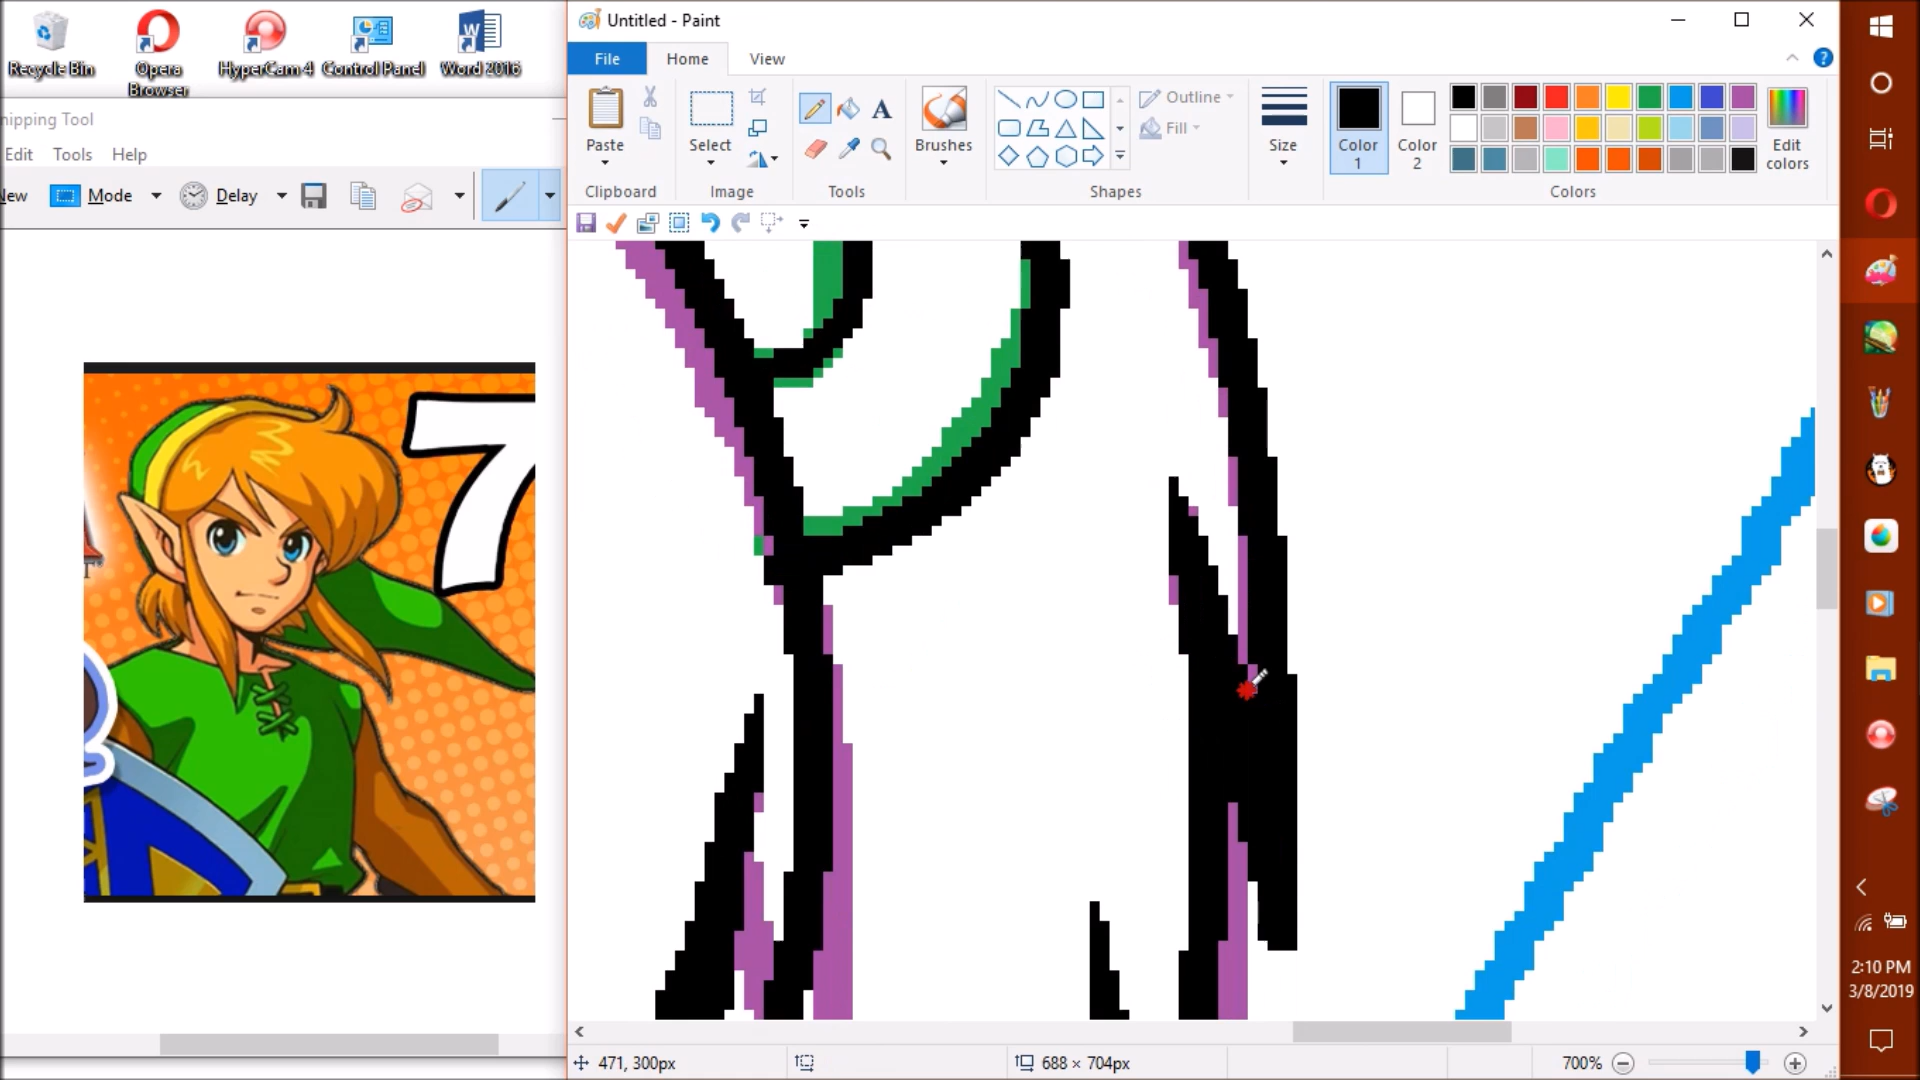 Recycle Bin
Opera
Browser
HyperCam 4
Control Panel
Word 2016
nipping Tool
Edit
Tools
Help
New
Mode
Delay
7
Untitled - Paint
File
Home
View
Paste
Clipboard
Select
Image
A
Tools
Brushes
Outline
Fill
Shapes
Size
Color
1
Color
2
Edit
colors
Colors
471, 300px
688 × 704px
700%
2:10 PM
3/8/2019